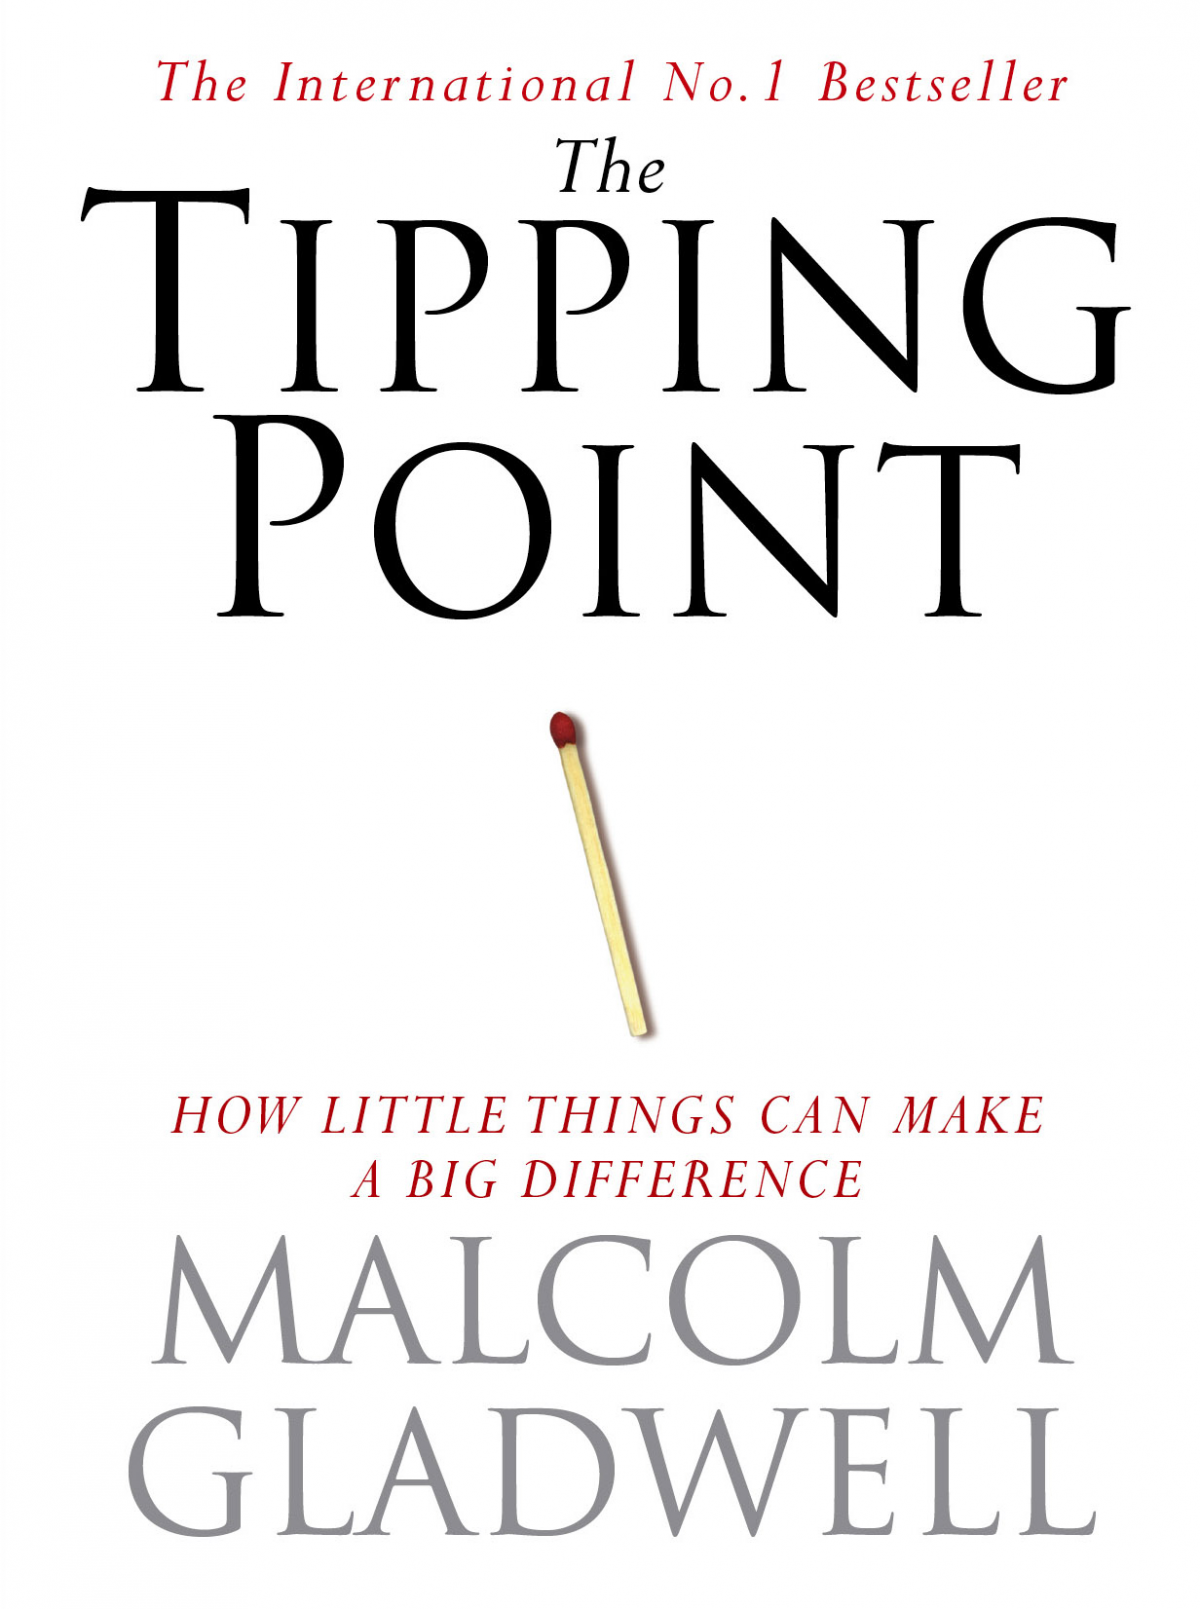 The International No.1 Bestseller
The
TIPPING
POINT
HOW LITTLE THINGS CAN MAKE
A BIG DIFFERENCE
MALCOLM
GLADWELL